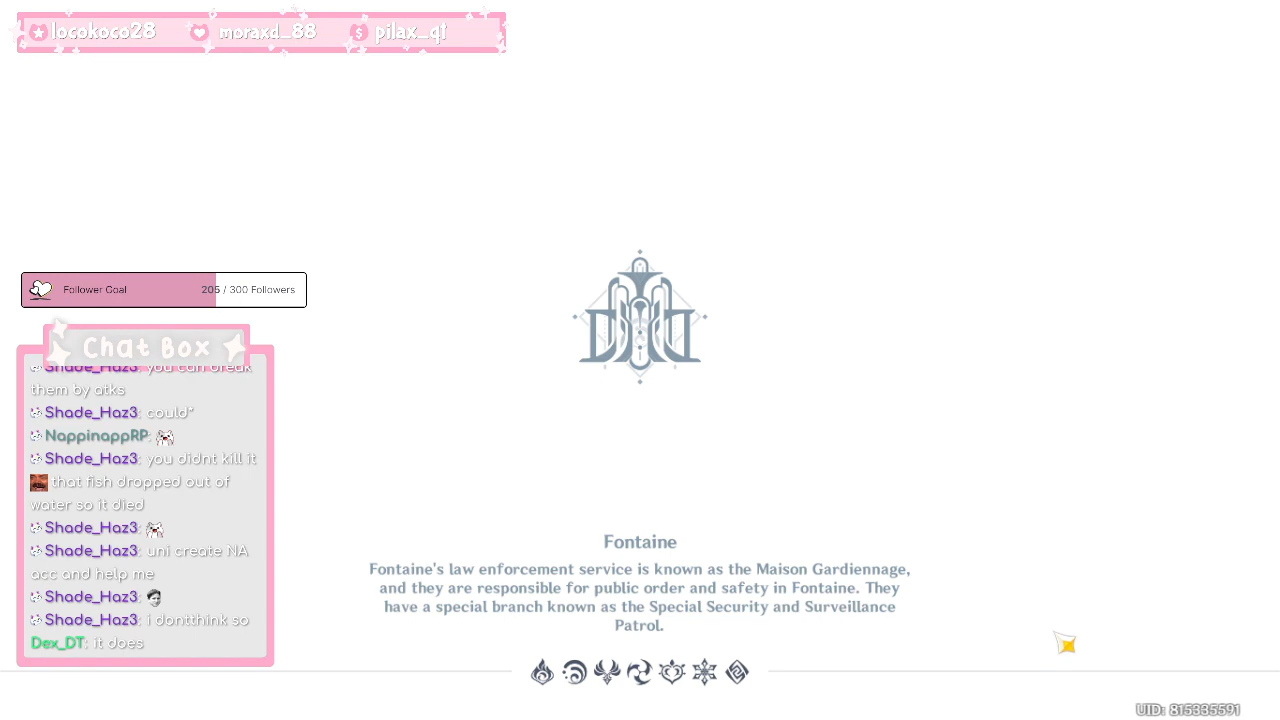 locokoco28 moraxd_88 pilax_qt
Follower Goal 205 / 300 Followers
Chat Box
Shade_Haz3: you can break
them by atks
Shade_Haz3: could*
NappinappRP:
Shade_Haz3: you didnt kill it
that fish dropped out of
water so it died
Shade_Haz3:
Shade_Haz3: uni create NA
acc and help me
Shade_Haz3:
Shade_Haz3: i dontthink so
Dex_DT: it does
Fontaine
Fontaine's law enforcement service is known as the Maison Gardiennage,
and they are responsible for public order and safety in Fontaine. They
have a special branch known as the Special Security and Surveillance
Patrol.
UID: 815335591